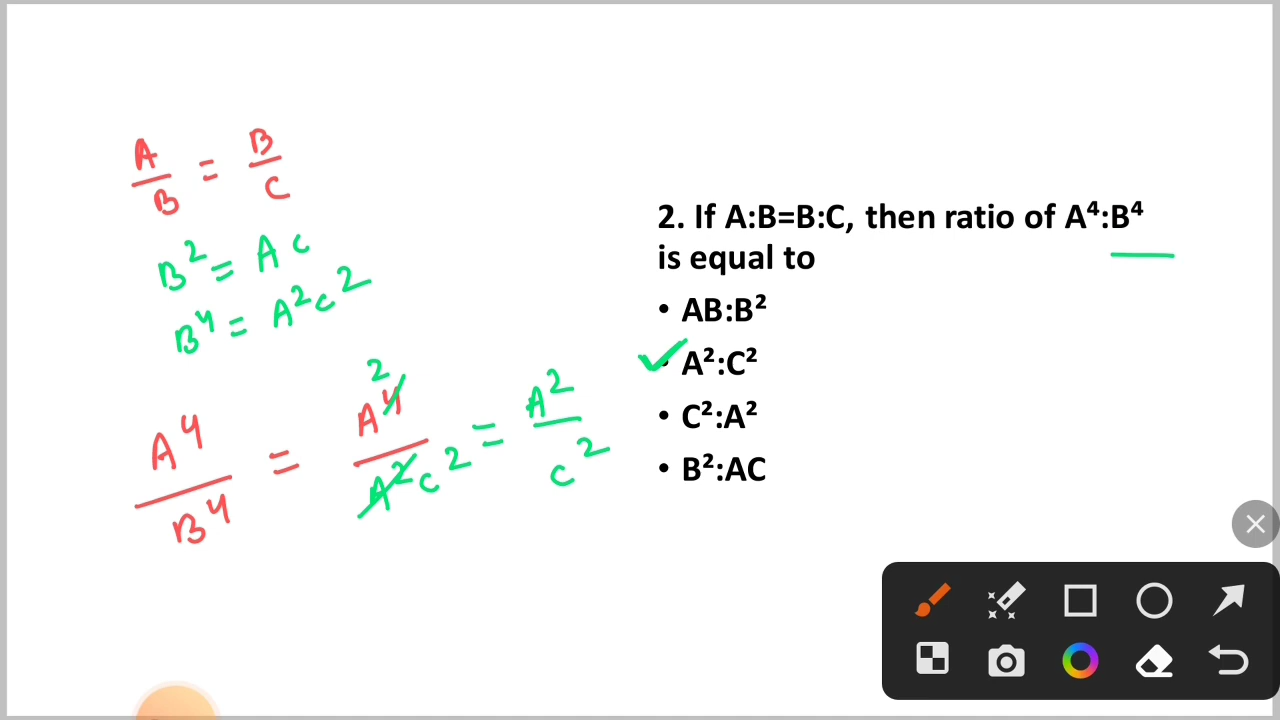 A/B = B/C
B² = AC
B⁴ = A²C²
A⁴/B⁴ = A⁴ 2/A²C² = A²/C²
2. If A:B=B:C, then ratio of A⁴:B⁴
is equal to
• AB:B²
• A²:C²
• C²:A²
• B²:AC